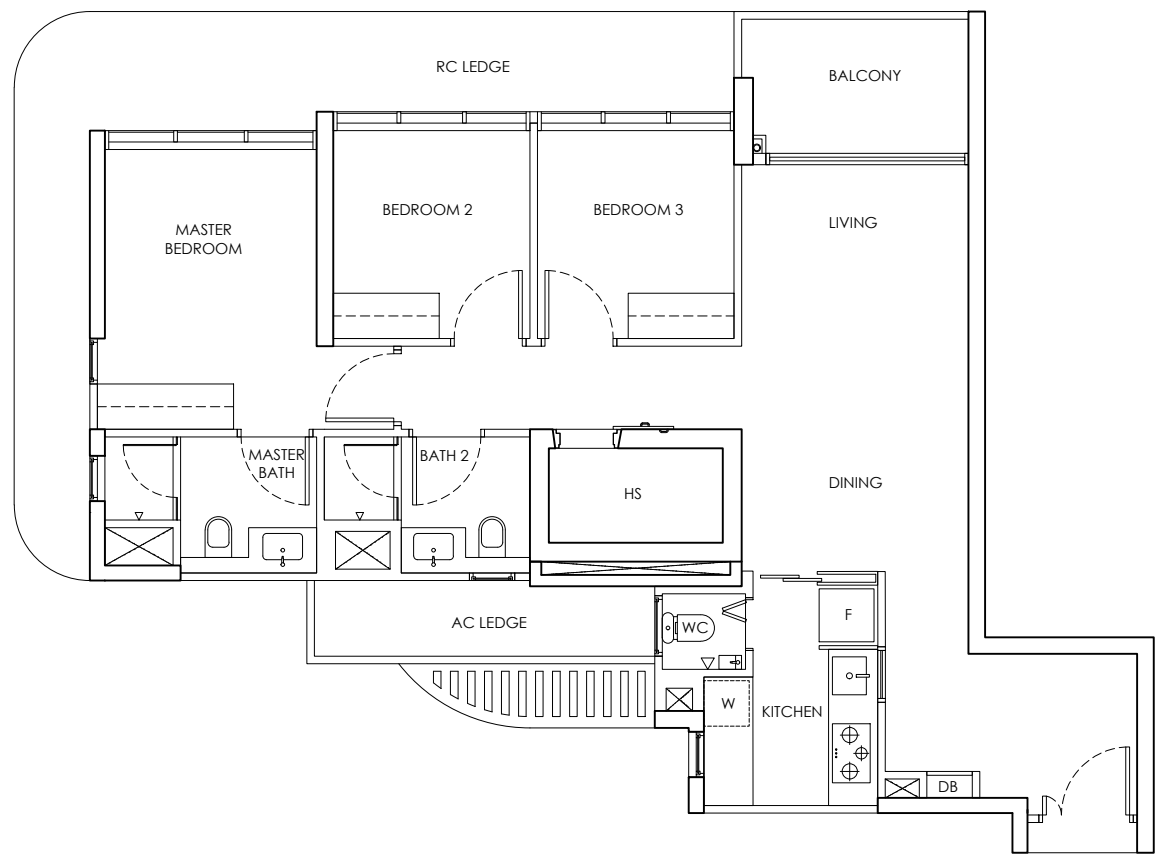 RC LEDGE
BALCONY
BEDROOM 2
BEDROOM 3
LIVING
MASTER
BEDROOM
MASTER
BATH
BATH 2
HS
DINING
AC LEDGE
WC
F
W
KITCHEN
DB